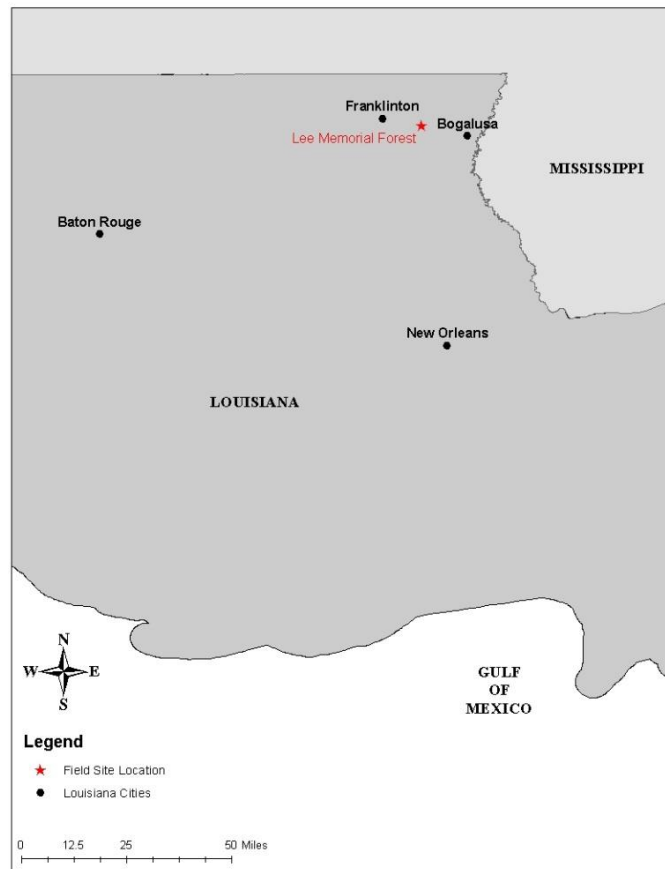 Franklinton
Bogalusa
Lee Memorial Forest
MISSISSIPPI
Baton Rouge
New Orleans
LOUISIANA
N
W E
S
GULF
OF
MEXICO
Legend
Field Site Location
Louisiana Cities
0 12.5 25 50 Miles